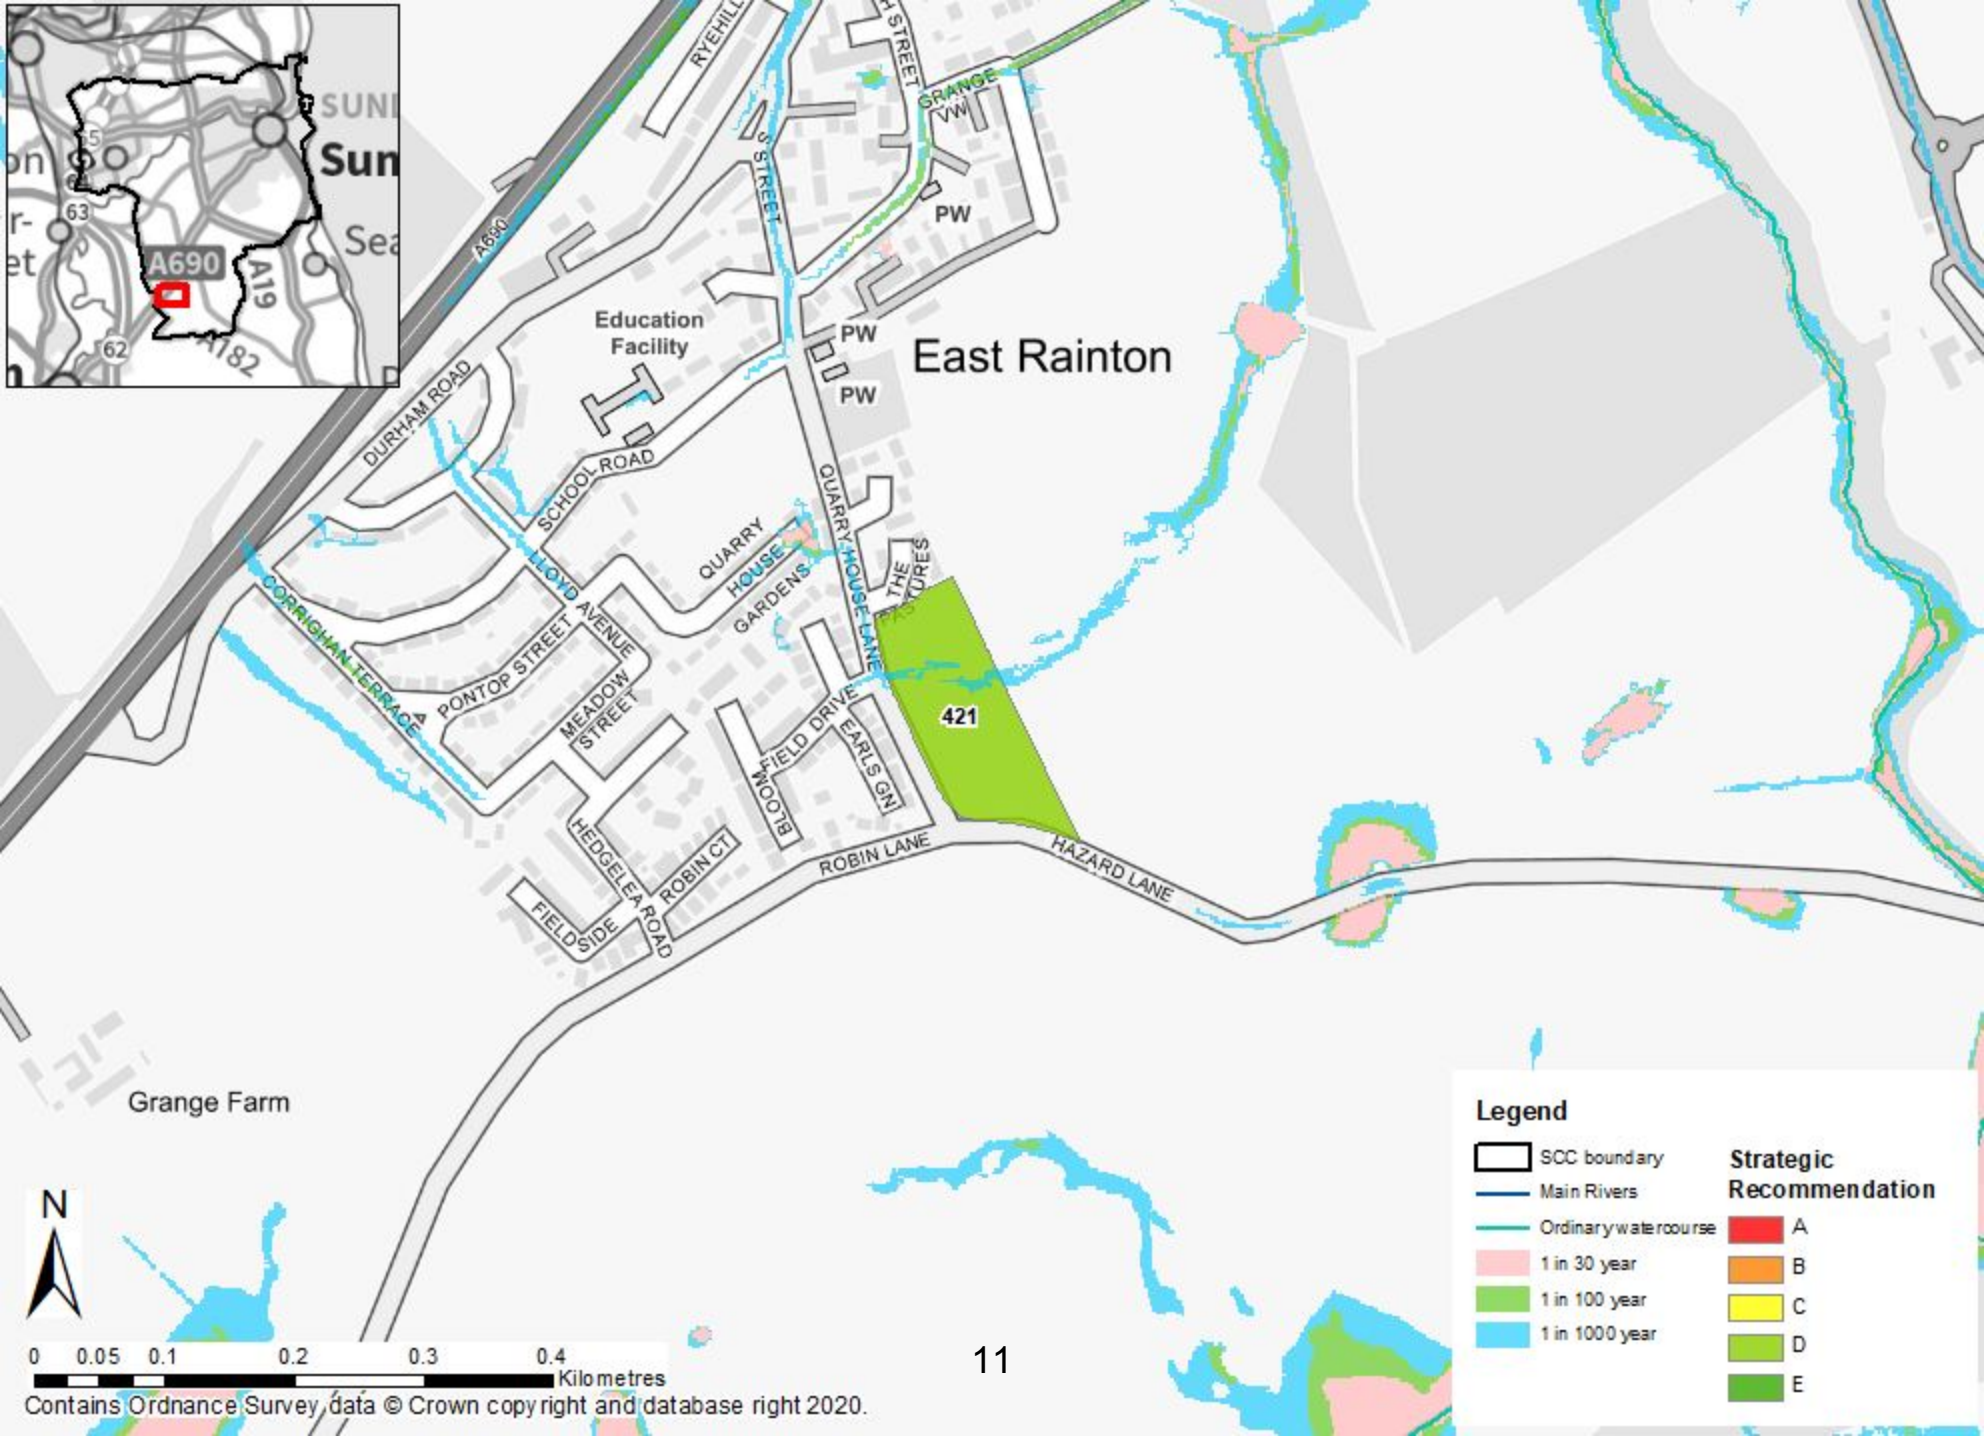 SUN
Sun
63
A690
A19
Sea
62
A182
RYEHILL
H STREET
GRANGE
VW
S STREET
PW
A690
Education
Facility
PW
East Rainton
PW
DURHAM ROAD
SCHOOL ROAD
QUARRY HOUSE LANE
QUARRY
HOUSE
GARDENS
THE
PASTURES
LLOYD AVENUE
CORRIGHAN TERRACE
PONTOP STREET
MEADOW
STREET
FIELD DRIVE
421
EARLS GN
BLOOM
HEDGELEA ROAD
ROBIN CT
ROBIN LANE
HAZARD LANE
FIELDSIDE
Grange Farm
Legend
SCC boundary
Main Rivers
Ordinary watercourse
1 in 30 year
1 in 100 year
1 in 1000 year
Strategic
Recommendation
A
B
C
D
E
N
0 0.05 0.1 0.2 0.3 0.4
Kilometres
11
Contains Ordnance Survey data © Crown copyright and database right 2020.